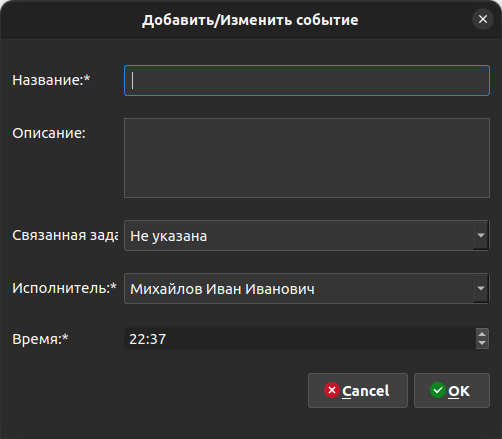 Добавить/Изменить событие
Название:*
Описание:
Связанная зада
Не указана
Исполнитель:*
Михайлов Иван Иванович
Время:*
22:37
Cancel
OK